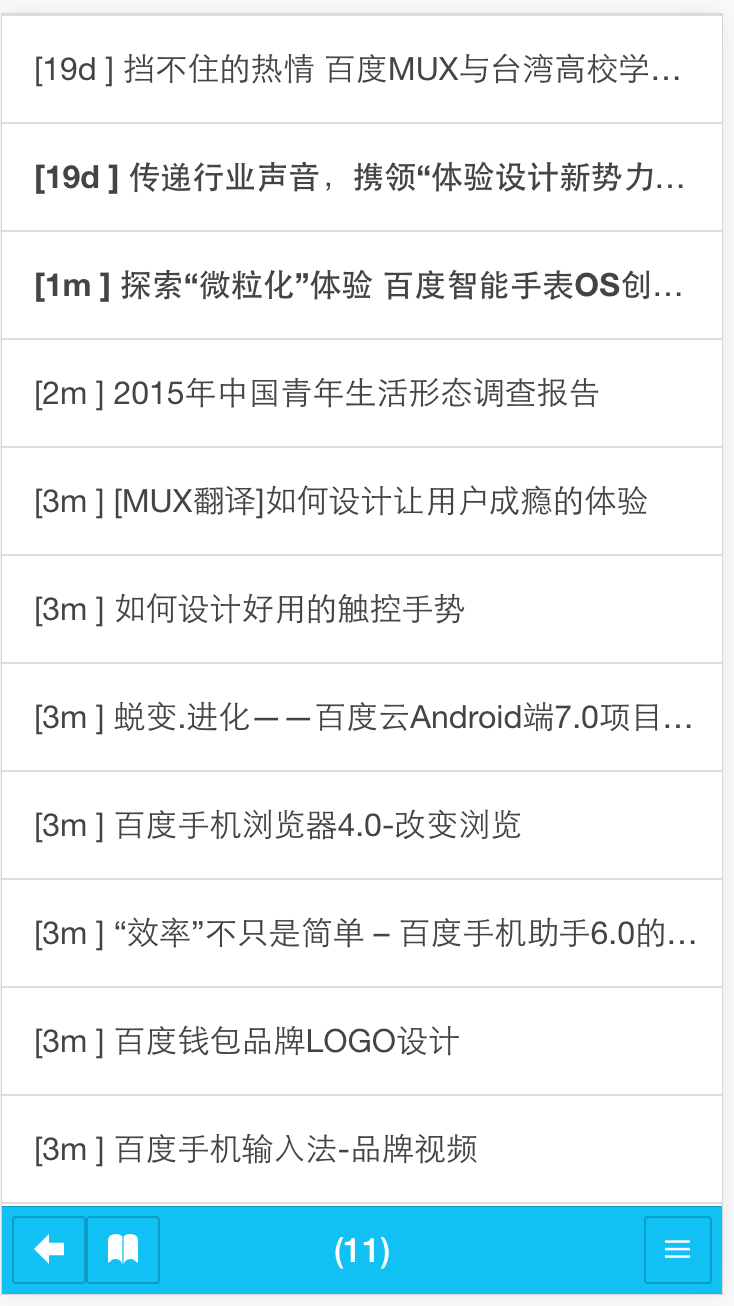 [19d ] 挡不住的热情 百度MUX与台湾高校学...
[19d ] 传递行业声音，携领“体验设计新势力...
[1m ] 探索“微粒化”体验 百度智能手表OS创...
[2m ] 2015年中国青年生活形态调查报告
[3m ] [MUX翻译]如何设计让用户成瘾的体验
[3m ] 如何设计好用的触控手势
[3m ] 蜕变.进化——百度云Android端7.0项目...
[3m ] 百度手机浏览器4.0-改变浏览
[3m ] “效率”不只是简单 – 百度手机助手6.0的...
[3m ] 百度钱包品牌LOGO设计
[3m ] 百度手机输入法-品牌视频
(11)